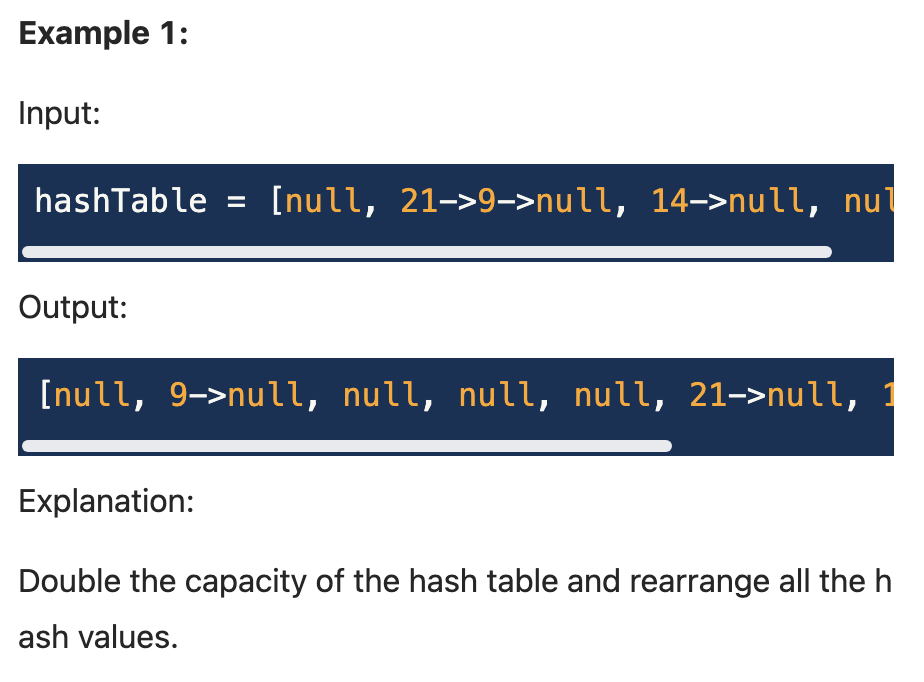 Example 1:
Input:
hashTable = [null, 21->9->null, 14->null, nul
Output:
[null, 9->null, null, null, null, 21->null, 1
Explanation:
Double the capacity of the hash table and rearrange all the h
ash values.